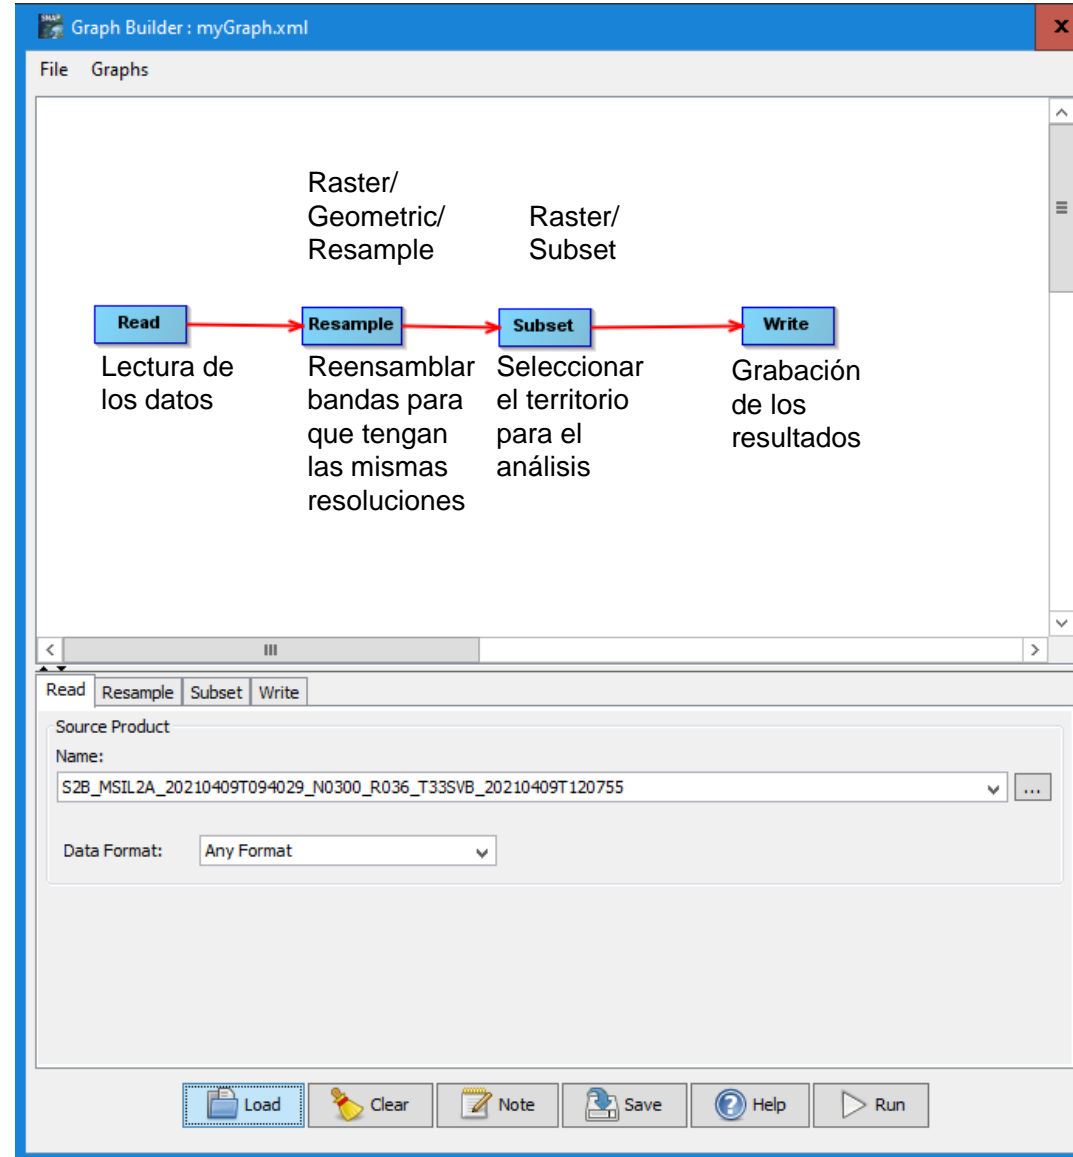 SNAP
Graph Builder : myGraph.xml
x
File Graphs
Raster/
Geometric/
Resample
Raster/
Subset
Read
Resample
Subset
Write
Lectura de
los datos
Reensamblar
bandas para
que tengan
las mismas
resoluciones
Seleccionar
el territorio
para el
análisis
Grabación
de los
resultados
Read Resample Subset Write
Source Product
Name:
S2B_MSIL2A_20210409T094029_N0300_R036_T33SVB_20210409T120755
...
Data Format: Any Format
Load Clear Note Save Help Run